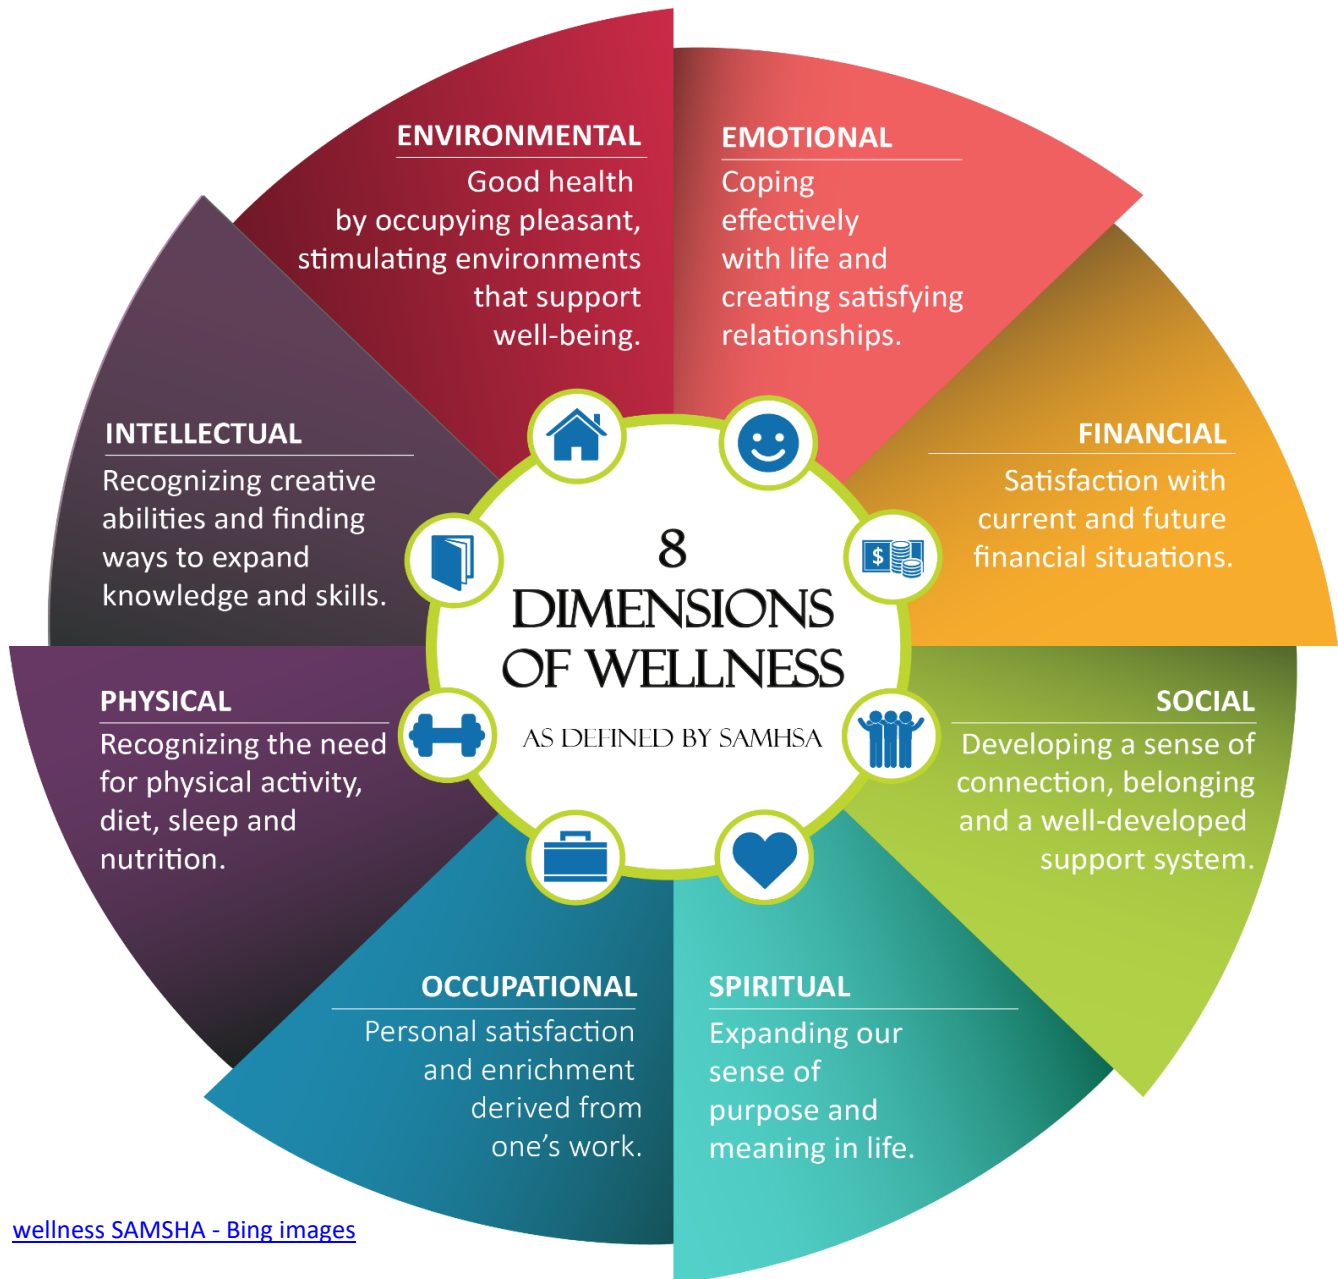 ENVIRONMENTAL
Good health
by occupying pleasant,
stimulating environments
that support
well-being.
EMOTIONAL
Coping
effectively
with life and
creating satisfying
relationships.
FINANCIAL
Satisfaction with
current and future
financial situations.
SOCIAL
Developing a sense of
connection, belonging
and a well-developed
support system.
SPIRITUAL
Expanding our
sense of
purpose and
meaning in life.
OCCUPATIONAL
Personal satisfaction
and enrichment
derived from
one’s work.
PHYSICAL
Recognizing the need
for physical activity,
diet, sleep and
nutrition.
INTELLECTUAL
Recognizing creative
abilities and finding
ways to expand
knowledge and skills.
8
DIMENSIONS
OF WELLNESS
AS DEFINED BY SAMHSA
$
wellness SAMSHA - Bing images